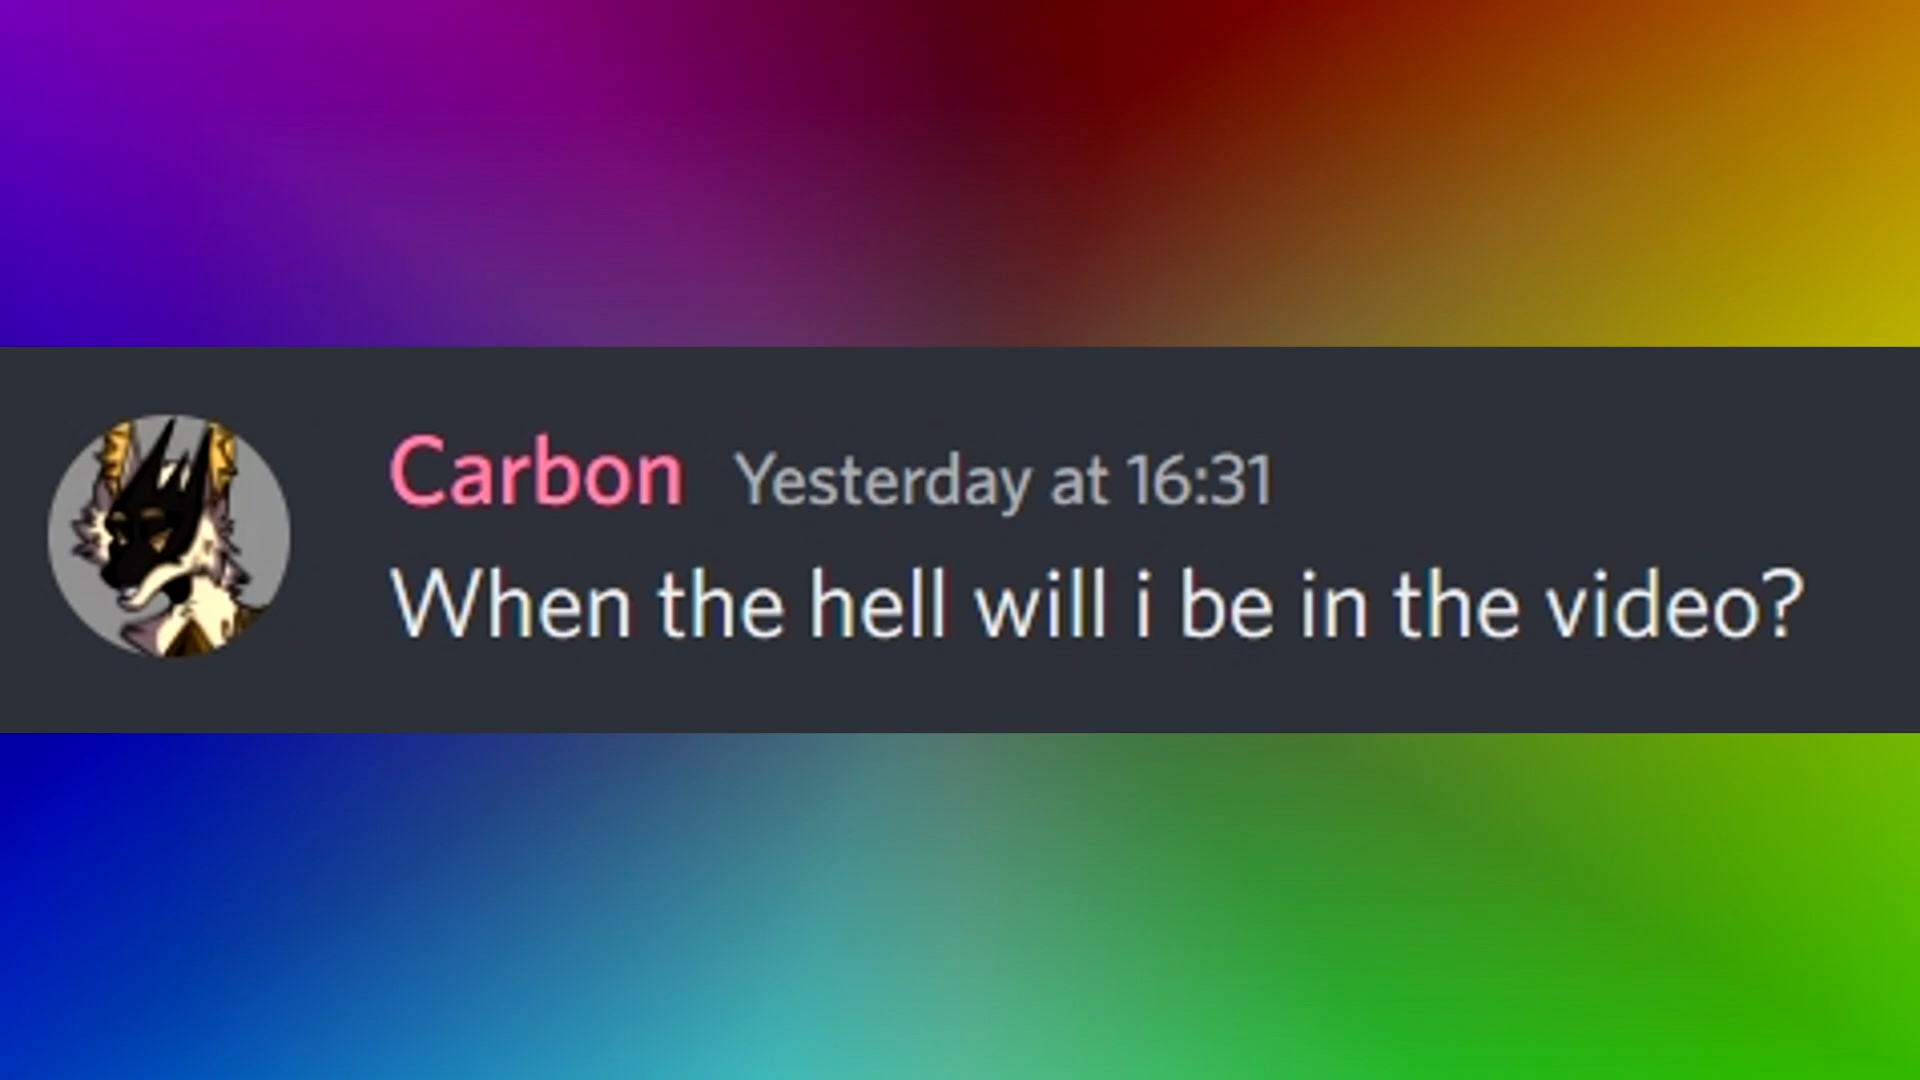 Carbon Yesterday at 16:31
When the hell will i be in the video?